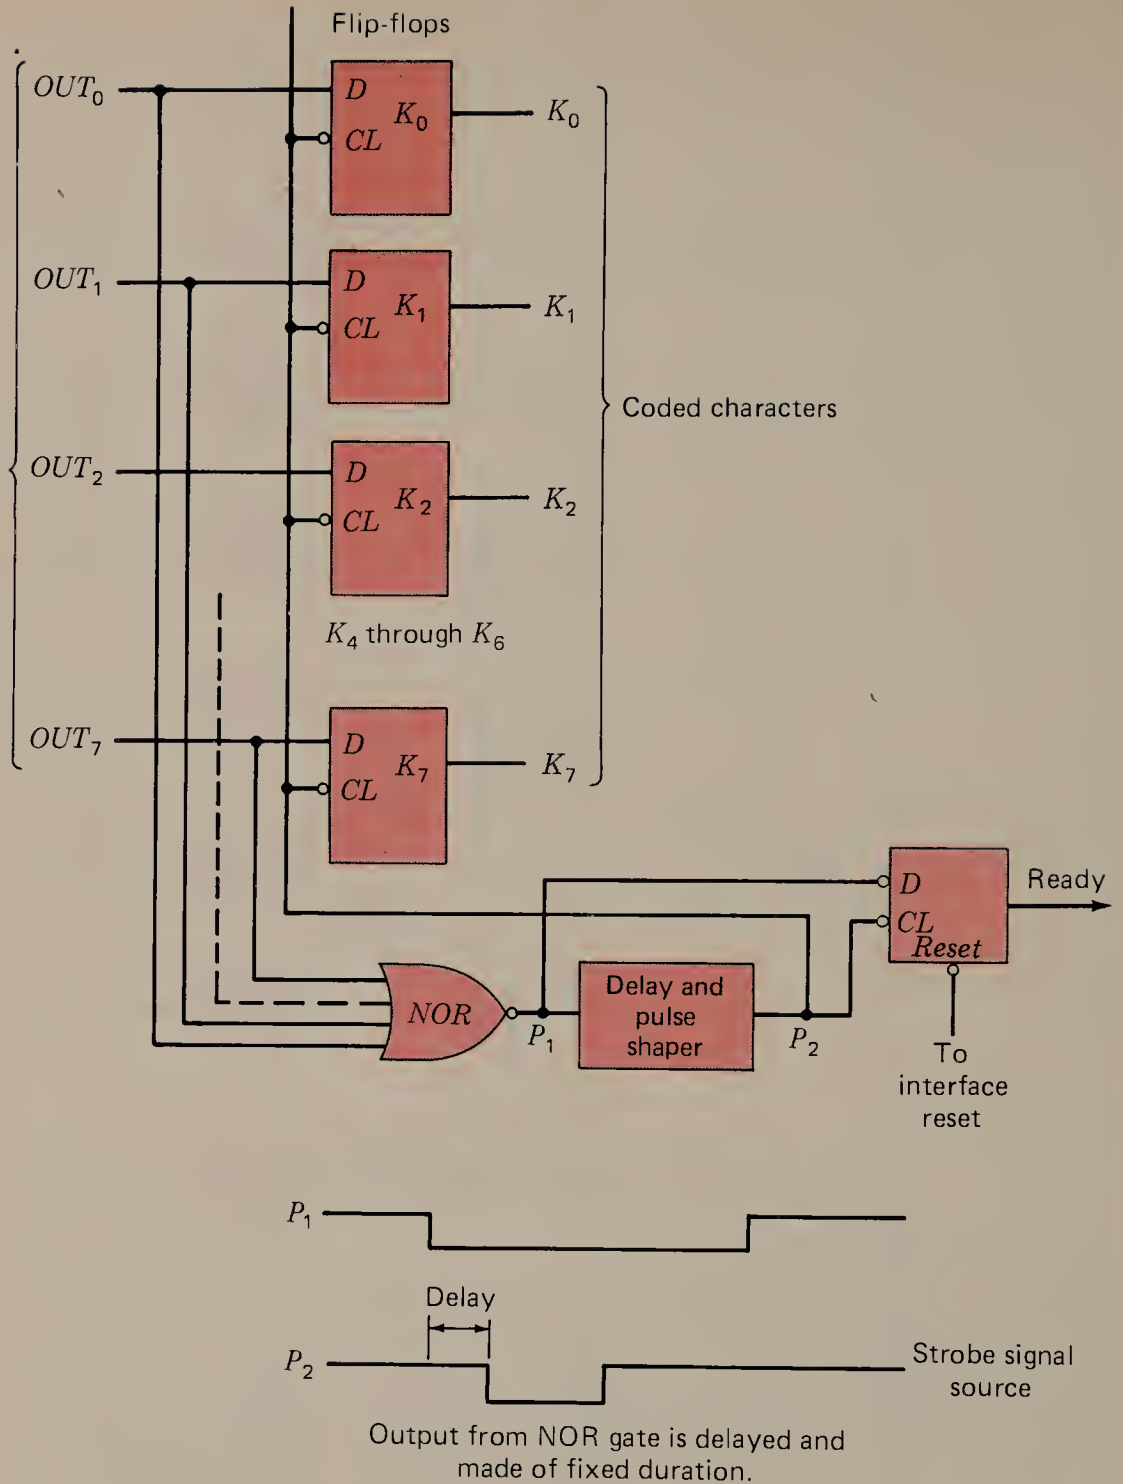 Flip-flops
OUT₀
D
K₀
CL
K₀
OUT₁
D
K₁
CL
K₁
Coded characters
OUT₂
D
K₂
CL
K₂
K₄ through K₆
OUT₇
D
K₇
CL
K₇
D
CL
Reset
Ready
NOR
P₁
Delay and
pulse
shaper
P₂
To
interface
reset
P₁
Delay
P₂
Strobe signal
source
Output from NOR gate is delayed and
made of fixed duration.